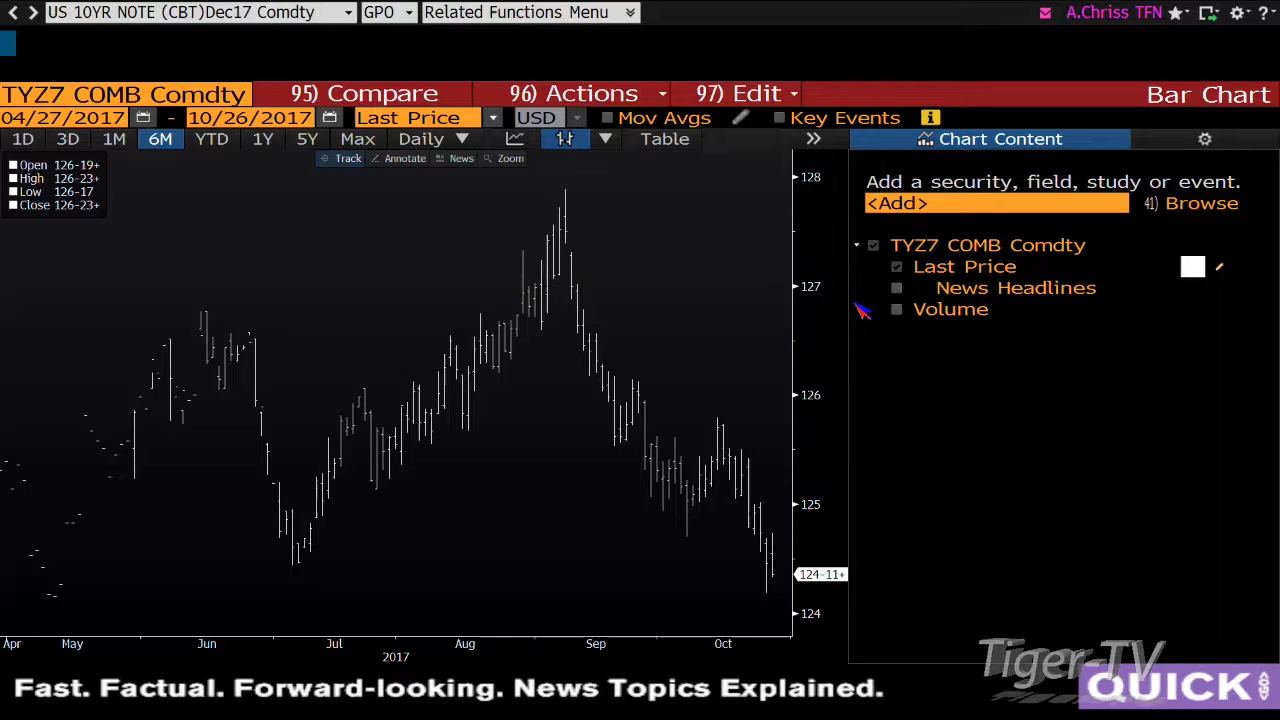 US 10YR NOTE (CBT)Dec17 Comdty GPO Related Functions Menu A.Chriss TFN ?
TYZ7 COMB Comdty 95) Compare 96) Actions 97) Edit Bar Chart
04/27/2017 - 10/26/2017 Last Price USD Mov Avgs Key Events i
1D 3D 1M 6M YTD 1Y 5Y Max Daily Table Chart Content
Track Annotate News Zoom
Open 126-19+
High 126-23+
Low 126-17
Close 126-23+
Add a security, field, study or event.
<Add> 41) Browse
TYZ7 COMB Comdty
Last Price
News Headlines
Volume
128
127
126
125
124-11+
124
Apr May Jun Jul Aug Sep Oct
2017
Tiger-TV
Fast. Factual. Forward-looking. News Topics Explained.
QUICK